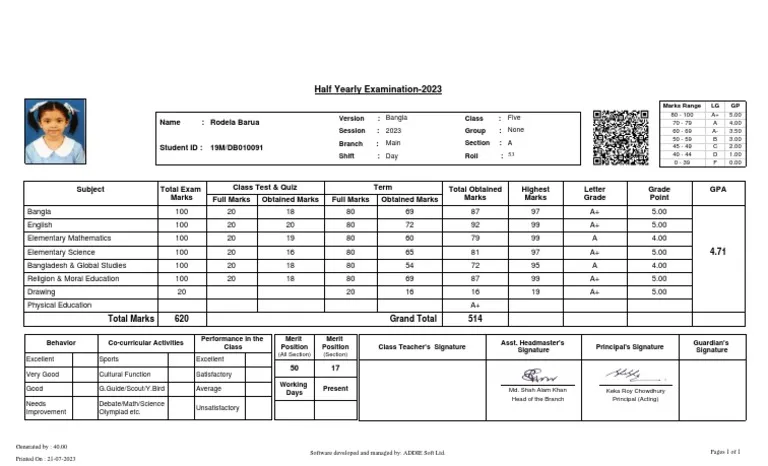 Half Yearly Examination-2023
Name : Rodela Barua
Student ID : 19M/DB010091
Version : Bangla Class : Five
Session : 2023 Group : None
Branch : Main Section : A
Shift : Day Roll : 51
Marks Range LG GP
80 - 100 A+ 5.00
70 - 79 A 4.00
60 - 69 A- 3.50
50 - 59 B 3.00
45 - 49 C 2.00
40 - 44 D 1.00
0 - 39 F 0.00
Subject Total Exam Marks Class Test & Quiz Term Total Obtained Marks Highest Marks Letter Grade Grade Point GPA
Full Marks Obtained Marks Full Marks Obtained Marks
Bangla 100 20 18 80 69 87 97 A+ 5.00
English 100 20 20 80 72 92 99 A+ 5.00
Elementary Mathematics 100 20 19 80 60 79 99 A 4.00
Elementary Science 100 20 16 80 65 81 97 A+ 5.00
4.71
Bangladesh & Global Studies 100 20 18 80 54 72 95 A 4.00
Religion & Moral Education 100 20 18 80 69 87 99 A+ 5.00
Drawing 20 20 16 16 19 A+ 5.00
Physical Education A+
Total Marks 620 Grand Total 514
Behavior Co-curricular Activities Performance in the Class
Excellent Sports Excellent
Very Good Cultural Function Satisfactory
Good G.Guide/Scout/Y.Bird Average
Needs Improvement Debate/Math/Science Olympiad etc. Unsatisfactory
Merit Position (All Section) Merit Position (Section)
50 17
Working Days Present
Class Teacher's Signature Asst. Headmaster's Signature Principal's Signature Guardian's Signature
Md. Shah Alam Khan
Head of the Branch
Keka Roy Chowdhury
Principal (Acting)
Generated by : 40.00
Printed On : 21-07-2023
Software developed and managed by: ADDIE Soft Ltd.
Pages 1 of 1